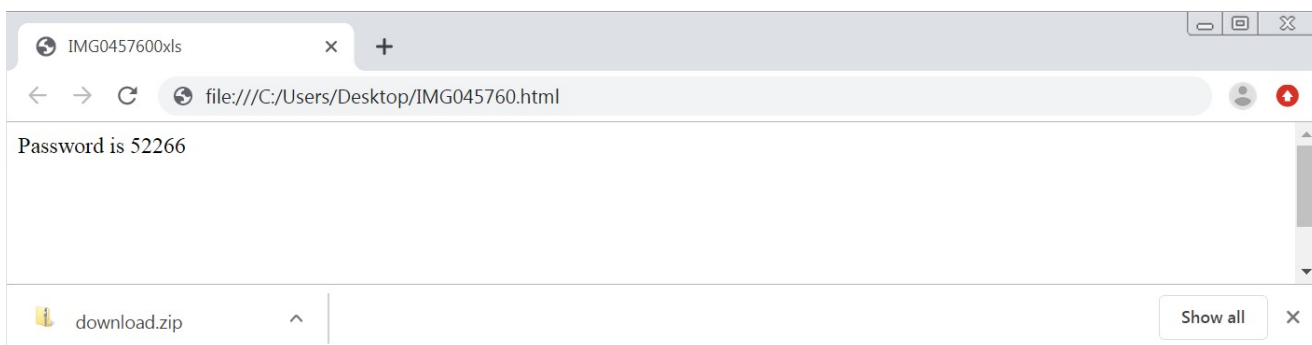 IMG0457600xls
file:///C:/Users/Desktop/IMG045760.html
Password is 52266
download.zip
Show all